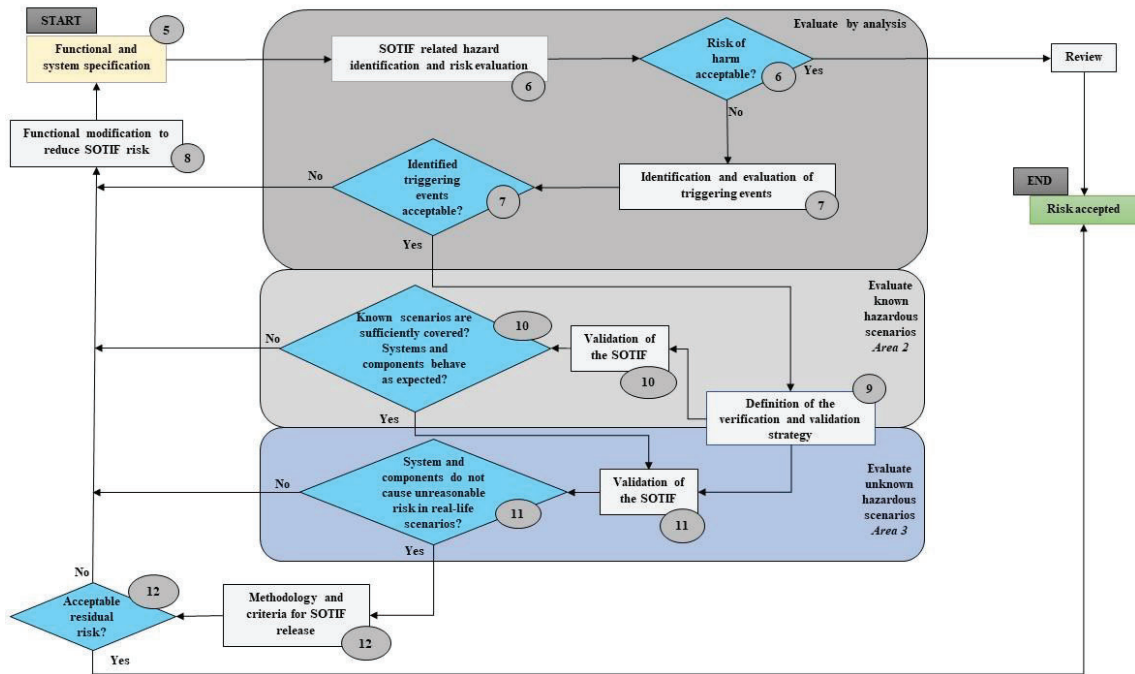 START
5
Functional and
system specification
SOTIF related hazard
identification and risk evaluation
6
Evaluate by analysis
Risk of
harm
acceptable?
6
Yes
Review
No
Functional modification to
reduce SOTIF risk
8
Identified
triggering
events
acceptable?
7
No
Identification and evaluation of
triggering events
7
END
Risk accepted
Yes
Known scenarios are
sufficiently covered?
Systems and
components behave
as expected?
10
No
Validation of
the SOTIF
10
Evaluate
known
hazardous
scenarios
Area 2
9
Definition of the
verification and validation
strategy
Yes
System and
components do not
cause unreasonable
risk in real-life
scenarios?
11
No
Validation
of the SOTIF
11
Evaluate
unknown
hazardous
scenarios
Area 3
Yes
No
12
Acceptable
residual
risk?
Methodology and
criteria for SOTIF
release
12
Yes